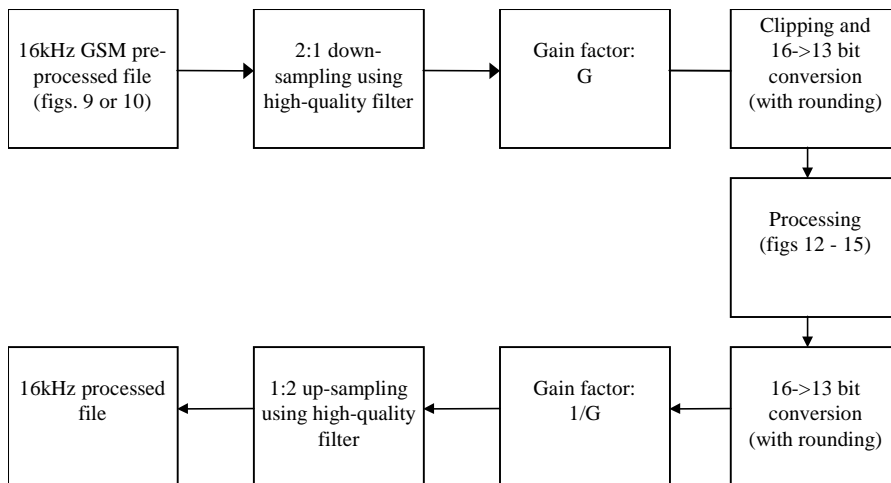 16kHz GSM pre-
processed file
(figs. 9 or 10)
2:1 down-
sampling using
high-quality filter
Gain factor:
G
Clipping and
16->13 bit
conversion
(with rounding)
Processing
(figs 12 - 15)
16->13 bit
conversion
(with rounding)
Gain factor:
1/G
1:2 up-sampling
using high-quality
filter
16kHz processed
file